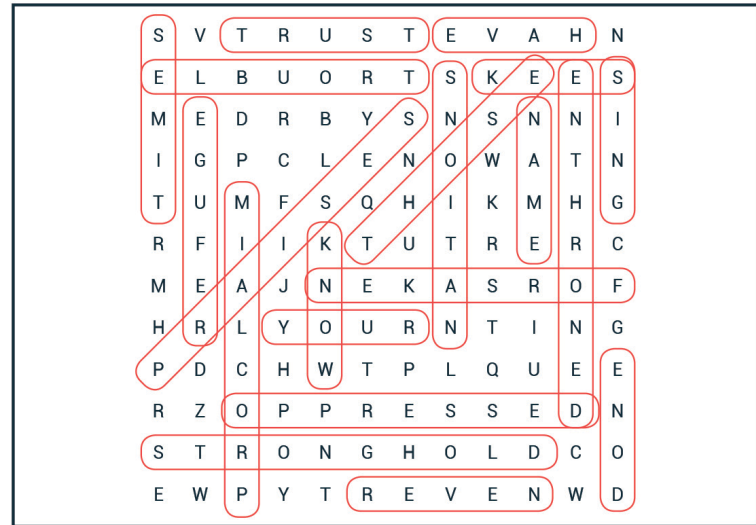 S V T R U S T E V A H N
E L B U O R T S K E E S
M E D R B Y S N S N N I
I G P C L E N O W A T N
T U M F S Q H I K M H G
R F I I K T U T R E R C
M E A J N E K A S R O F
H R L Y O U R N T I N G
P D C H W T P L Q U E E
R Z O P P R E S S E D N
S T R O N G H O L D C O
E W P Y T R E V E N W D